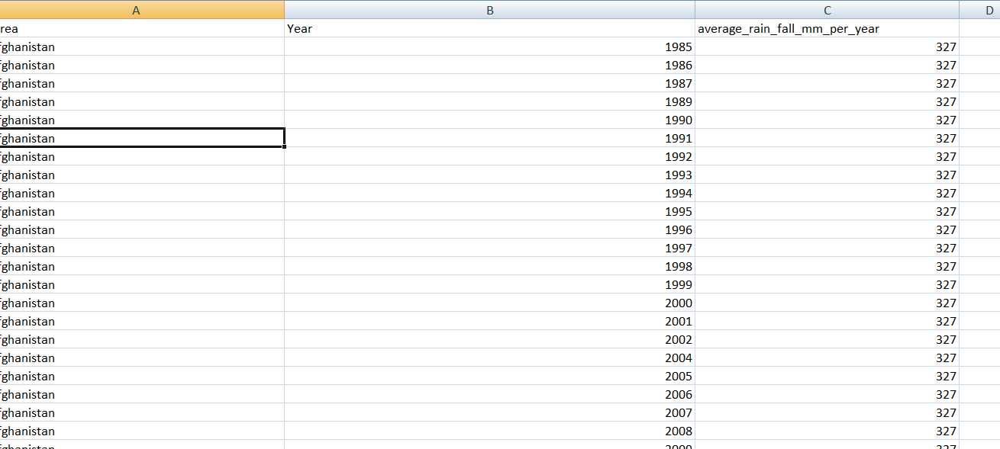 A B C D
rea Year average_rain_fall_mm_per_year
fghanistan 1985 327
fghanistan 1986 327
fghanistan 1987 327
fghanistan 1989 327
fghanistan 1990 327
fghanistan 1991 327
fghanistan 1992 327
fghanistan 1993 327
fghanistan 1994 327
fghanistan 1995 327
fghanistan 1996 327
fghanistan 1997 327
fghanistan 1998 327
fghanistan 1999 327
fghanistan 2000 327
fghanistan 2001 327
fghanistan 2002 327
fghanistan 2004 327
fghanistan 2005 327
fghanistan 2006 327
fghanistan 2007 327
fghanistan 2008 327
fghanistan 2009 327